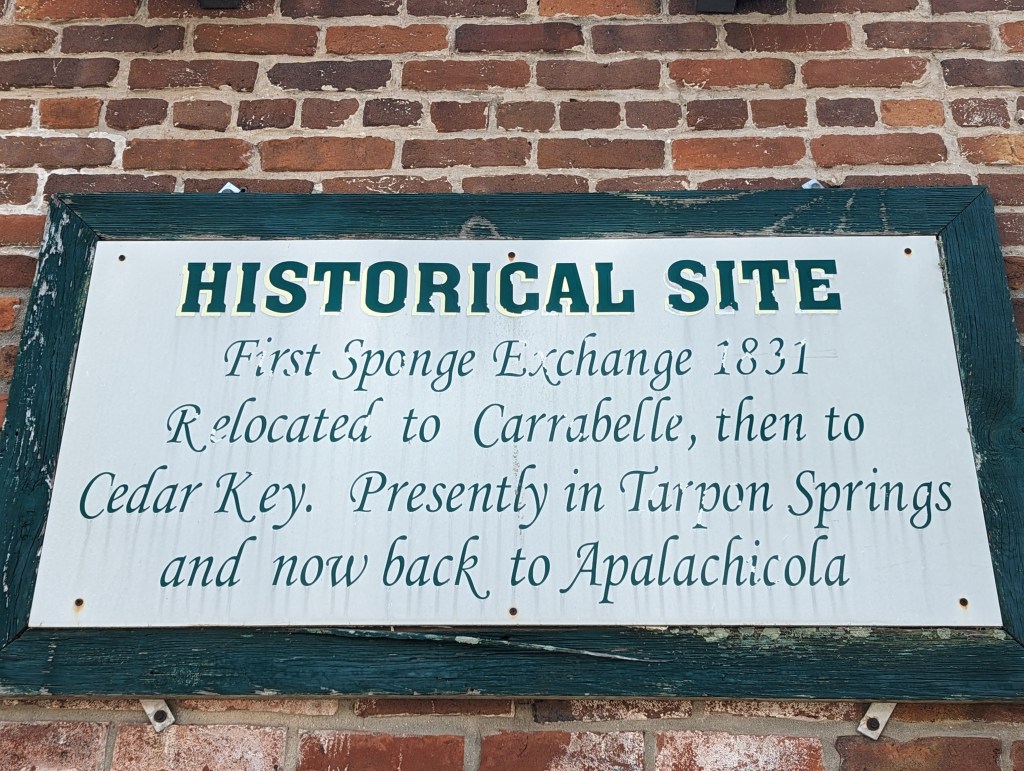 HISTORICAL SITE
First Sponge Exchange 1831
Relocated to Carrabelle, then to
Cedar Key. Presently in Tarpon Springs
and now back to Apalachicola